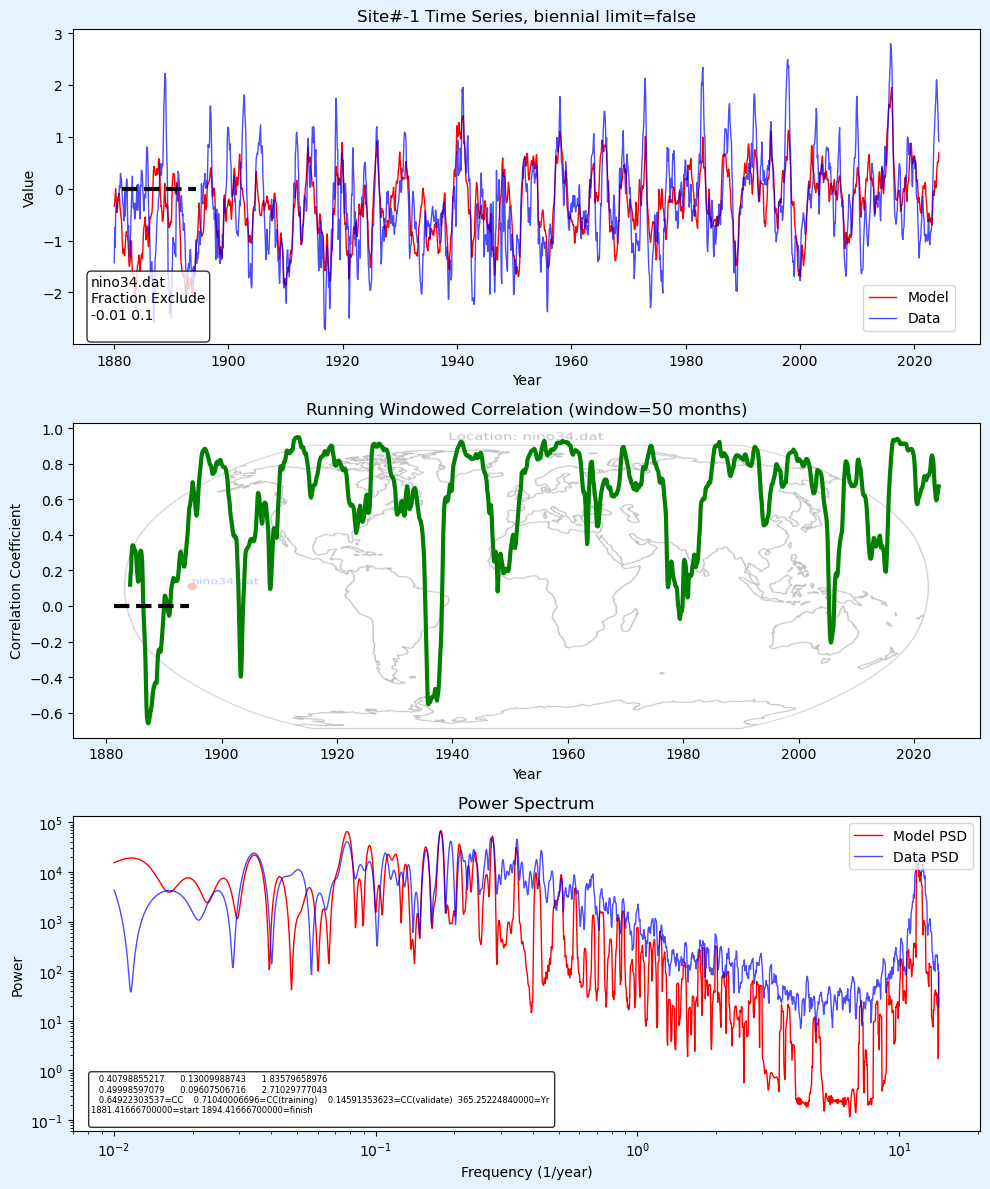 Site#-1 Time Series, biennial limit=false
3
2
1
0
−1
−2
Value
nino34.dat
Fraction Exclude
-0.01 0.1
Model
Data
1880
1900
1920
1940
1960
1980
2000
2020
Year
Running Windowed Correlation (window=50 months)
Location: nino34.dat
1.0
0.8
0.6
0.4
0.2
0.0
−0.2
−0.4
−0.6
Correlation Coefficient
nino34.dat
1880
1900
1920
1940
1960
1980
2000
2020
Year
Power Spectrum
10^5
10^4
10^3
10^2
10^1
10^0
10^−1
Power
Model PSD
Data PSD
0.40798855217 0.13009988743 1.83579658976
0.49998597079 0.09607506716 2.71029777043
0.64922303537=CC 0.71040006696=CC(training) 0.14591353623=CC(validate) 365.25224840000=Yr
1881.41666700000=start 1894.41666700000=finish
10^−2
10^−1
10^0
10^1
Frequency (1/year)